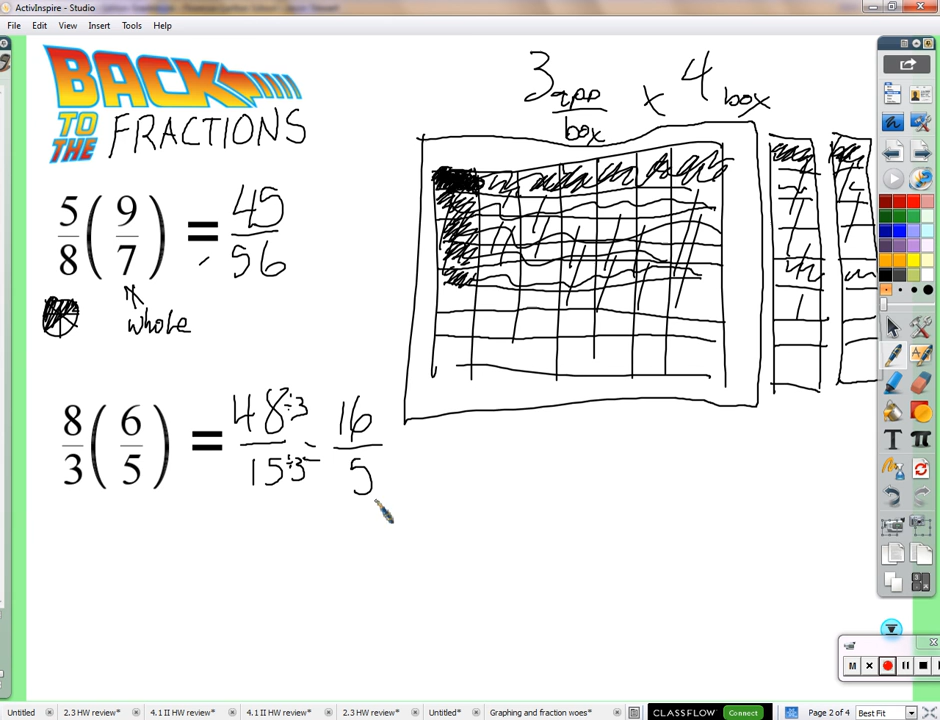 ActivInspire - Studio
File Edit View Insert Tools Help
BACK
TO
THE FRACTIONS
3 app/box x 4 box
5/8 (9/7) = 45/56
whole
8/3 (6/5) = 48÷3/15÷3 = 16/5
M
Untitled 2.3 HW review* 4.1 II HW review* 4.1 II HW review* 2.3 HW review* Untitled* Graphing and fraction woes* CLASSFLOW Connect Page 2 of 4 Best Fit